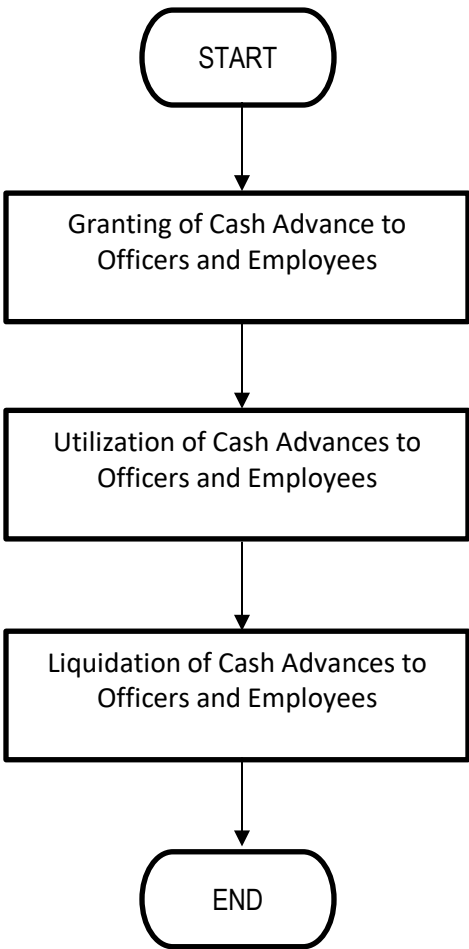 START
Granting of Cash Advance to
Officers and Employees
Utilization of Cash Advances to
Officers and Employees
Liquidation of Cash Advances to
Officers and Employees
END